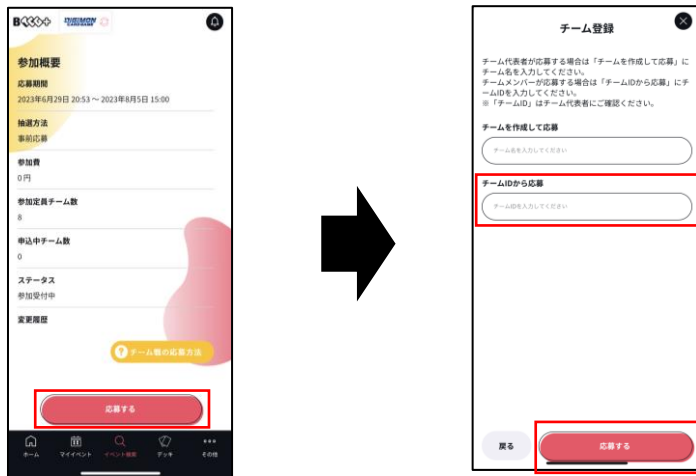 DIGIMON
参加概要
応募期間
2023年6月29日 20:53 ～ 2023年8月5日 15:00
抽選方法
事前応募
参加費
0 円
参加定員チーム数
8
申込中チーム数
0
ステータス
参加受付中
変更履歴
? チーム戦の応募方法
応募する
ホーム
マイイベント
イベント検索
デッキ
その他
チーム登録
チーム代表者が応募する場合は「チームを作成して応募」に
チーム名を入力してください。
チームメンバーが応募する場合は「チームIDから応募」にチ
ームIDを入力してください。
※「チームID」はチーム代表者にご確認ください。
チームを作成して応募
チーム名を入力してください
チームIDから応募
チームIDを入力してください
戻る
応募する